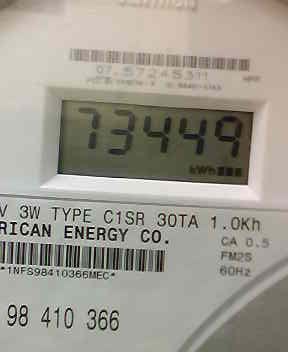 07.57245311
73449
kWh
V 3W TYPE C1SR 30TA 1.0Kh
RICAN ENERGY CO.
CA 0.5
FM2S
*1NFS98410366MEC*
60Hz
98 410 366